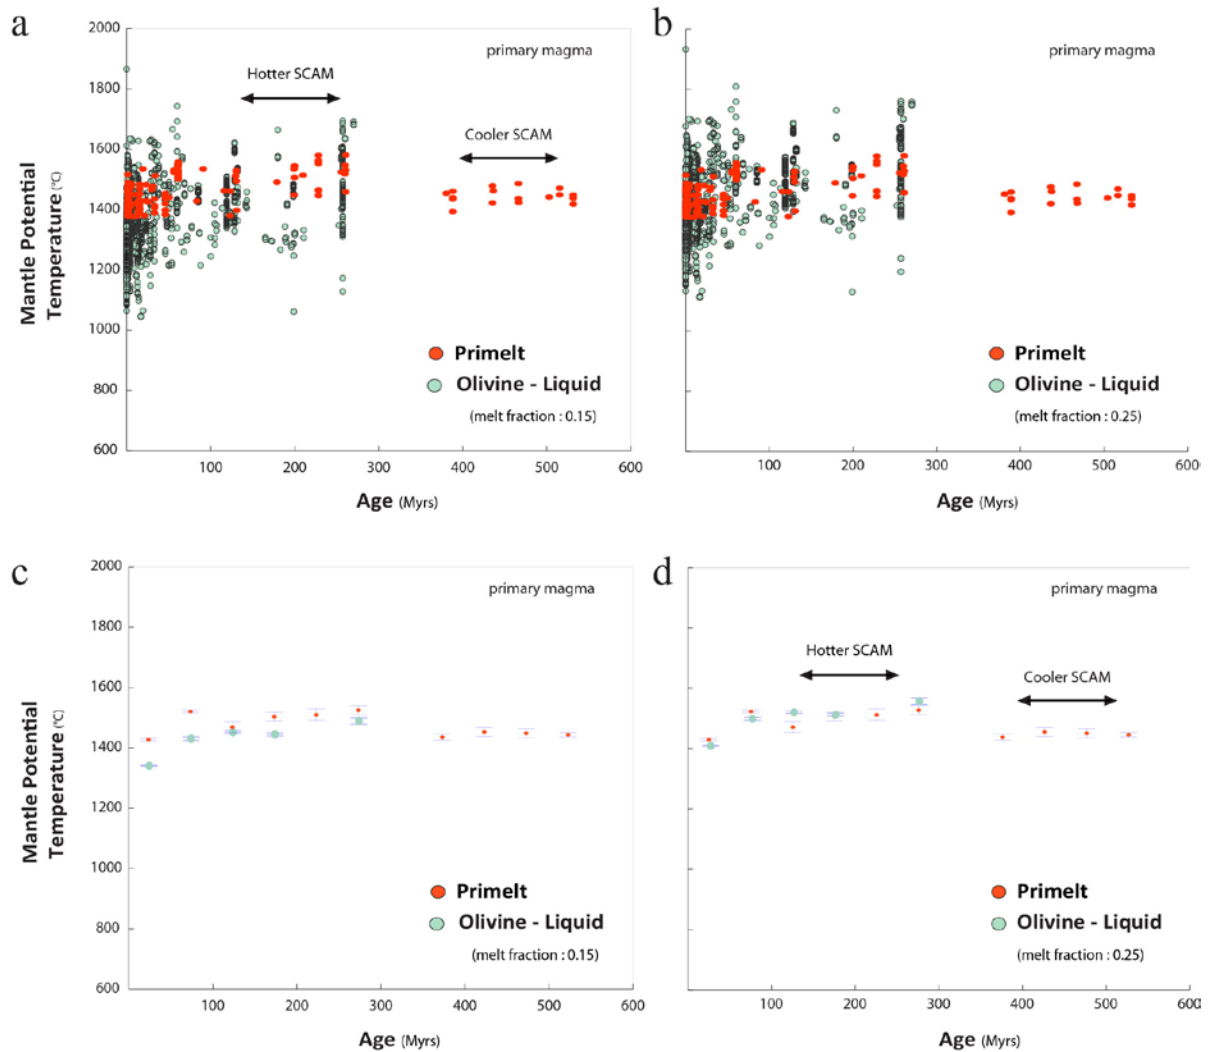 a
2000
1800
1600
1400
1200
1000
800
600
100
200
300
400
500
600
Mantle Potential
Temperature (°C)
Age (Myrs)
primary magma
Hotter SCAM
Cooler SCAM
Primelt
Olivine - Liquid
(melt fraction : 0.15)
b
primary magma
Primelt
Olivine - Liquid
(melt fraction : 0.25)
100
200
300
400
500
600
Age (Myrs)
c
2000
1800
1600
1400
1200
1000
800
600
100
200
300
400
500
600
Mantle Potential
Temperature (°C)
Age (Myrs)
primary magma
Primelt
Olivine - Liquid
(melt fraction : 0.15)
d
primary magma
Hotter SCAM
Cooler SCAM
Primelt
Olivine - Liquid
(melt fraction : 0.25)
100
200
300
400
500
600
Age (Myrs)